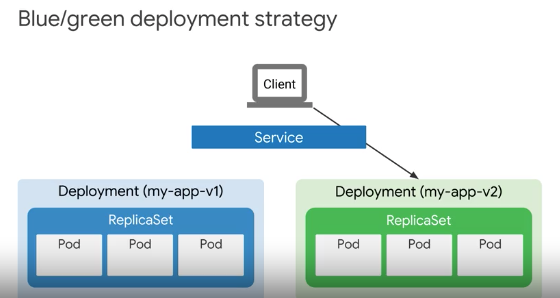 Blue/green deployment strategy
Client
Service
Deployment (my-app-v1)
ReplicaSet
Pod
Pod
Pod
Deployment (my-app-v2)
ReplicaSet
Pod
Pod
Pod